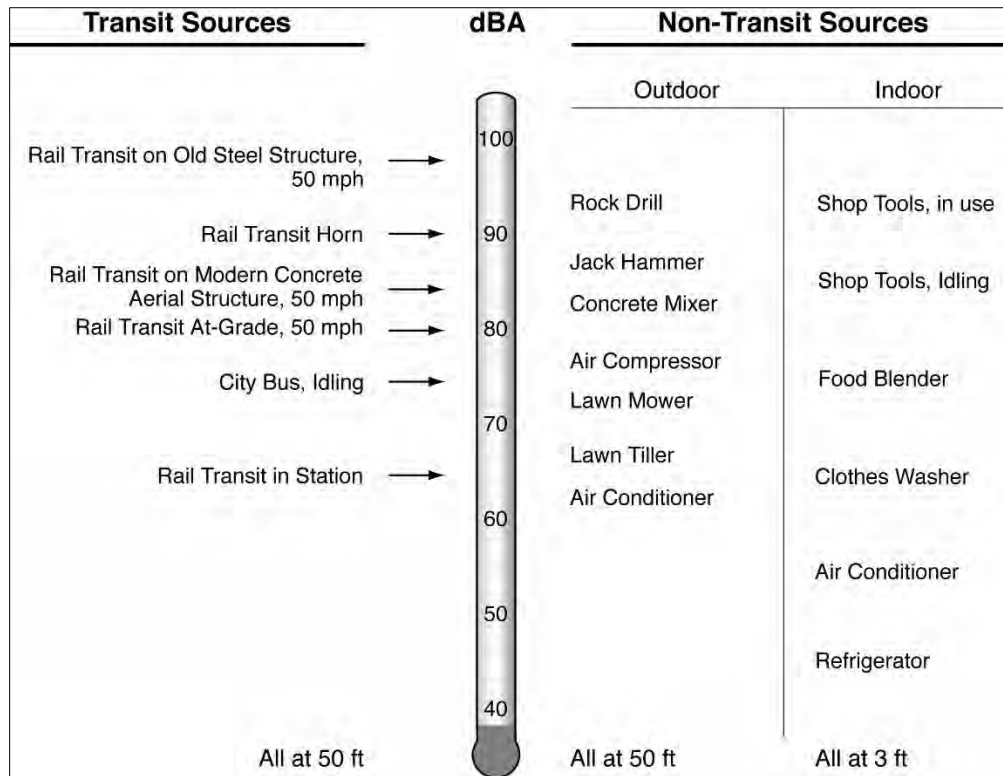 Transit Sources
dBA
Non-Transit Sources
Outdoor
Indoor
Rail Transit on Old Steel Structure,
50 mph
Rail Transit Horn
Rail Transit on Modern Concrete
Aerial Structure, 50 mph
Rail Transit At-Grade, 50 mph
City Bus, Idling
Rail Transit in Station
All at 50 ft
100
90
80
70
60
50
40
Rock Drill
Jack Hammer
Concrete Mixer
Air Compressor
Lawn Mower
Lawn Tiller
Air Conditioner
All at 50 ft
Shop Tools, in use
Shop Tools, Idling
Food Blender
Clothes Washer
Air Conditioner
Refrigerator
All at 3 ft